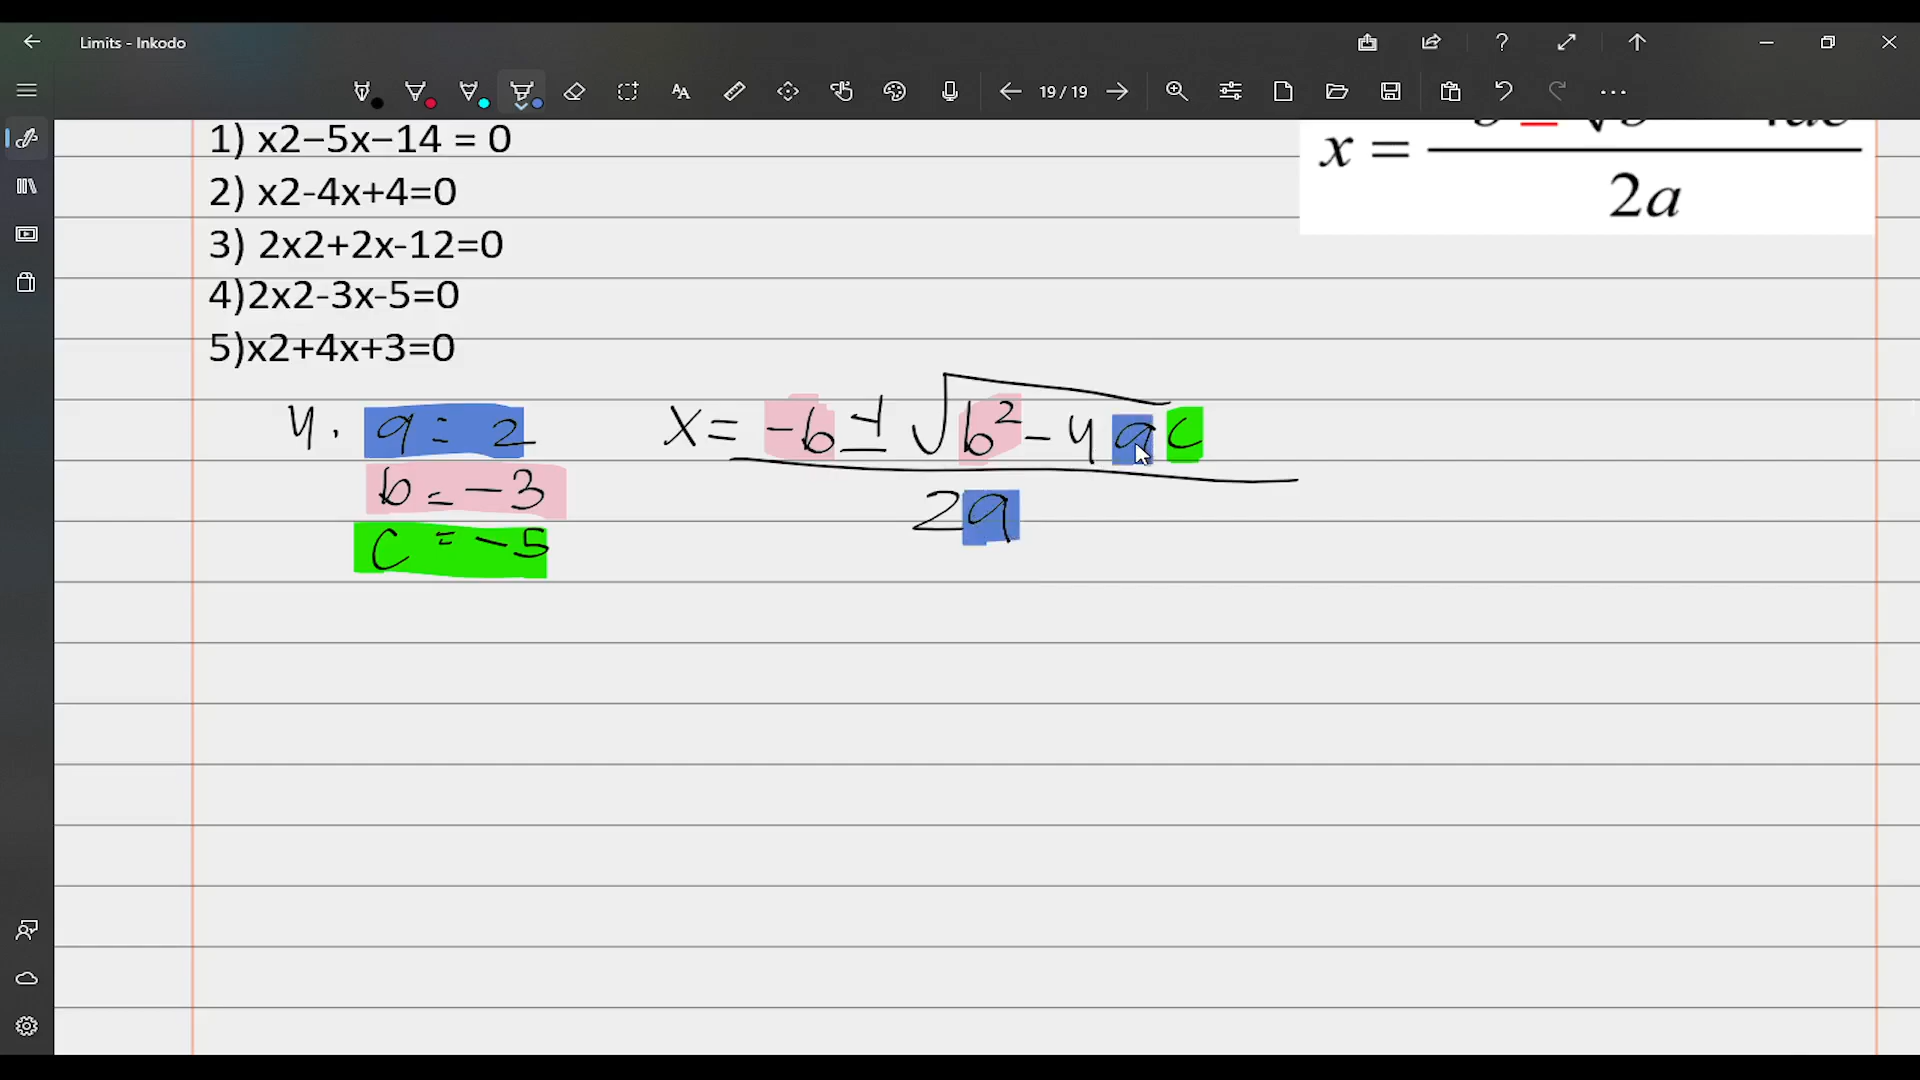 Limits - Inkodo
19 / 19
1) x2–5x–14 = 0
2) x2-4x+4=0
3) 2x2+2x-12=0
4)2x2-3x-5=0
5)x2+4x+3=0
x =
2a
4. a = 2
b = -3
c = -5
x = -b ± √b² - 4ac
2a